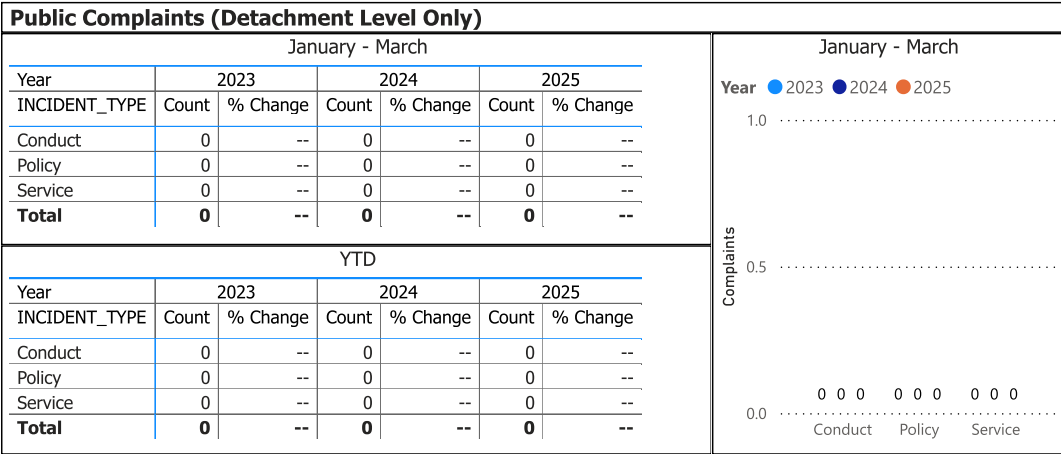 Public Complaints (Detachment Level Only)
January - March
Year 2023 2024 2025
INCIDENT_TYPE Count % Change Count % Change Count % Change
Conduct 0 -- 0 -- 0 --
Policy 0 -- 0 -- 0 --
Service 0 -- 0 -- 0 --
Total 0 -- 0 -- 0 --
YTD
Year 2023 2024 2025
INCIDENT_TYPE Count % Change Count % Change Count % Change
Conduct 0 -- 0 -- 0 --
Policy 0 -- 0 -- 0 --
Service 0 -- 0 -- 0 --
Total 0 -- 0 -- 0 --
January - March
Year 2023 2024 2025
Complaints
1.0
0.5
0.0
0 0 0 0 0 0 0 0 0
Conduct Policy Service